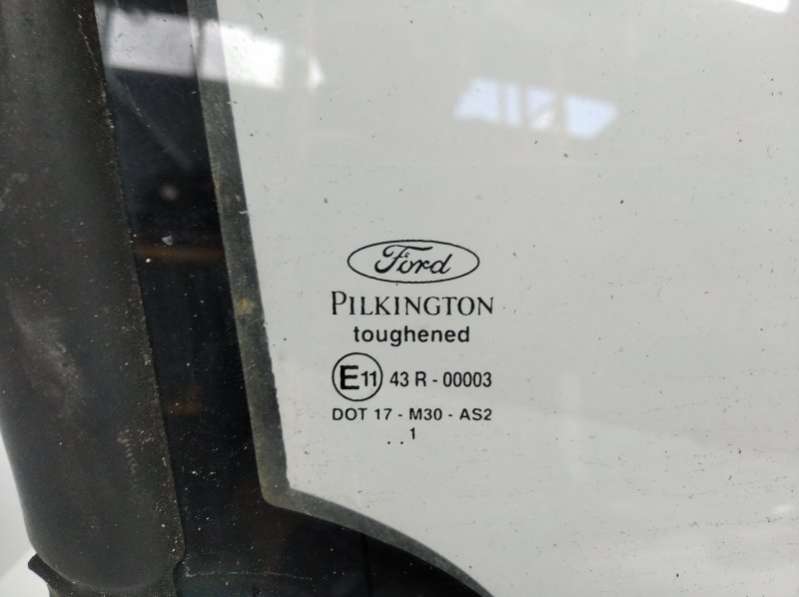 Ford
PILKINGTON
toughened
E11 43 R - 00003
DOT 17 - M30 - AS2
. . 1